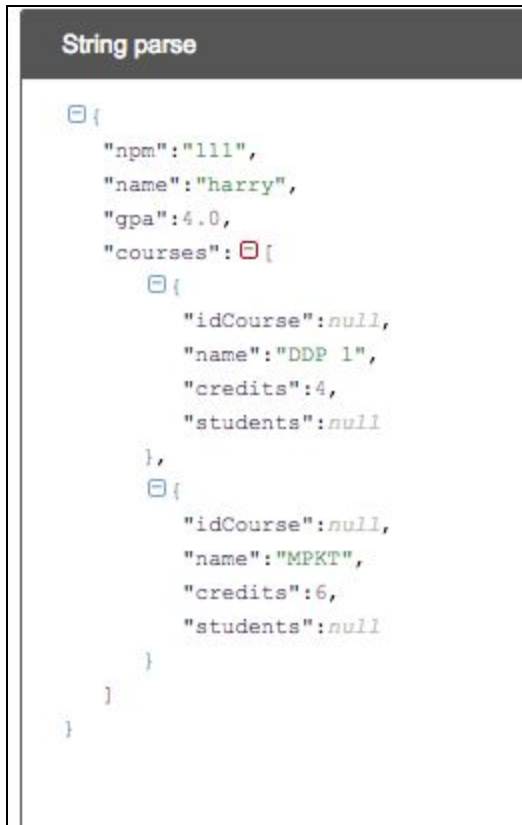 String parse
{
"npm":"111",
"name":"harry",
"gpa":4.0,
"courses":[
{
"idCourse":null,
"name":"DDP 1",
"credits":4,
"students":null
},
{
"idCourse":null,
"name":"MPKT",
"credits":6,
"students":null
}
]
}